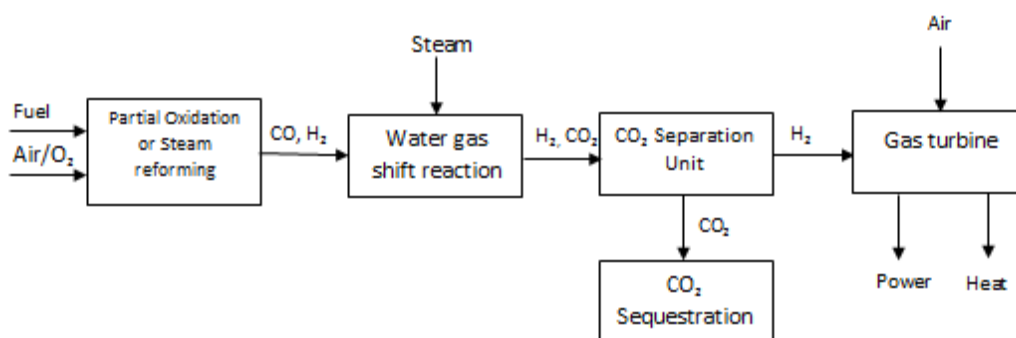 Fuel
Air/O₂
Partial Oxidation
or Steam
reforming
CO, H₂
Steam
Water gas
shift reaction
H₂, CO₂
CO₂ Separation
Unit
CO₂
CO₂
Sequestration
H₂
Air
Gas turbine
Power
Heat